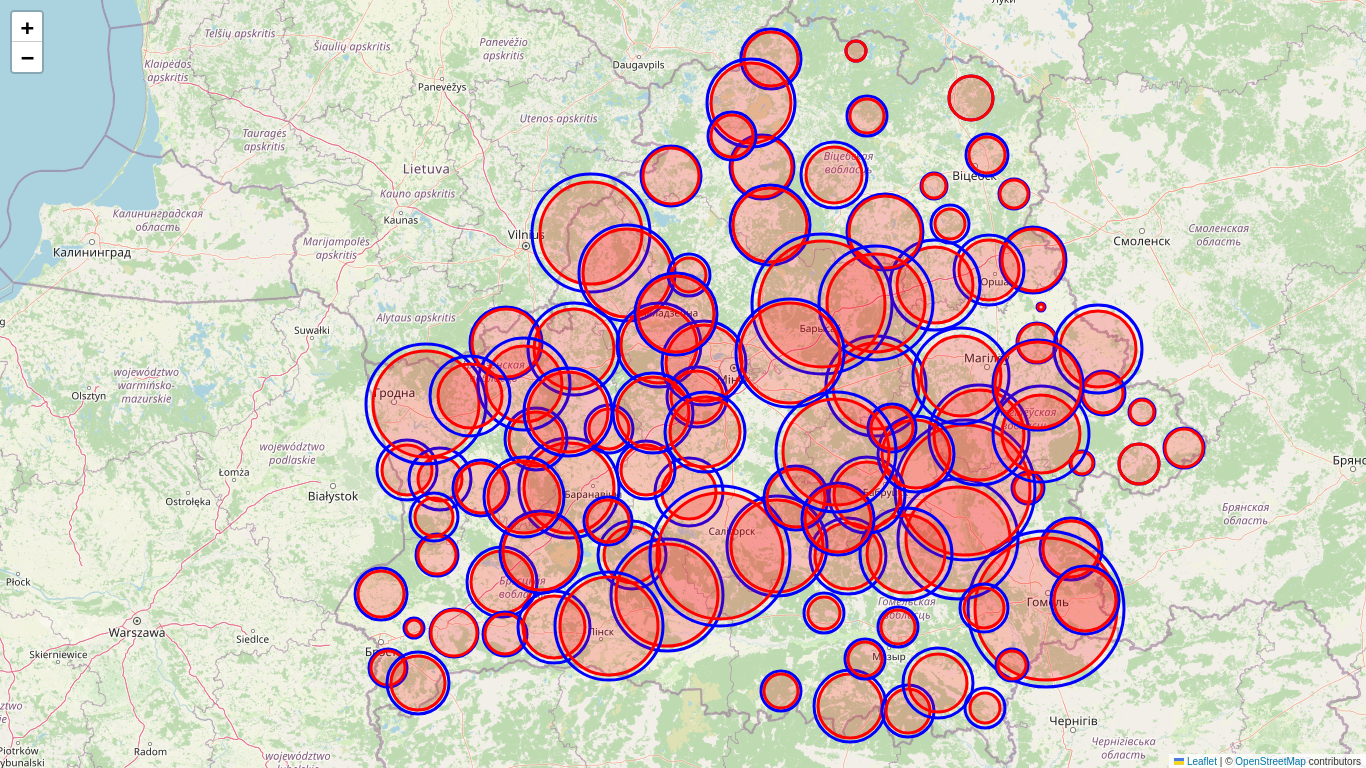 +
−
Луки
Telšių apskritis
Šiaulių apskritis
Panevėžio
apskritis
Klaipėdos
apskritis
Daugavpils
Panevėžys
Utenos apskritis
Tauragės
apskritis
Віцебская
вобласць
Lietuva
Віцебск
Kauno apskritis
Калининградская
область
Kaunas
Marijampolės
apskritis
Vilnius
Смоленск
Смоленская
область
Калининград
Орша
Alytaus apskritis
Маладзечна
Suwałki
Барысаў
Магілёў
województwo
warmińsko-
mazurskie
Мінск
Гродна
Olsztyn
województwo
podlaskie
Łomża
Białystok
Брянск
Ostrołęka
Баранавічы
Бабруйск
Брянская
область
Салігорск
Płock
Брэсцкая
вобласць
Гомельская
вобласць
Гомель
Warszawa
Siedlce
Пінск
Skierniewice
Брэст
Мазыр
Чернігів
Piotrków
Trybunalski
Radom
województwo
Чернігівська
область
Leaflet | © OpenStreetMap contributors